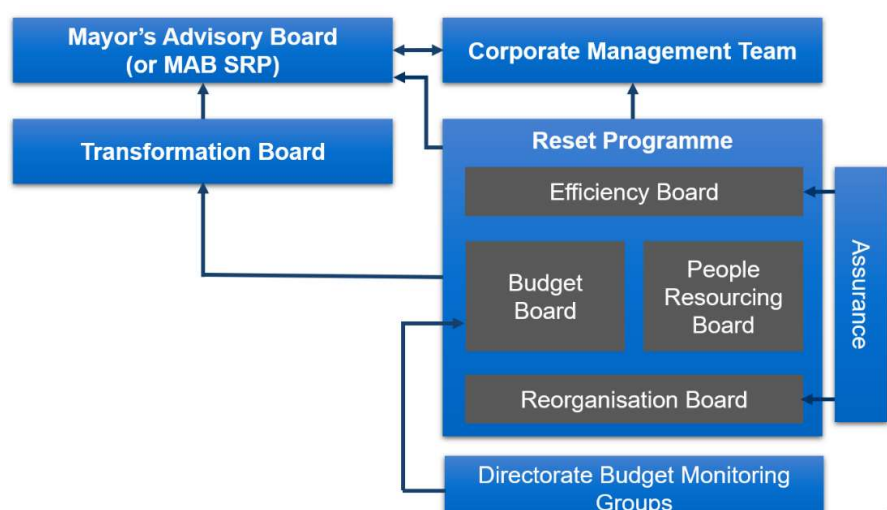 Mayor’s Advisory Board
(or MAB SRP)
Corporate Management Team
Transformation Board
Reset Programme
Efficiency Board
Budget
Board
People
Resourcing
Board
Reorganisation Board
Assurance
Directorate Budget Monitoring
Groups